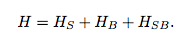 H = H_S + H_B + H_{SB}.